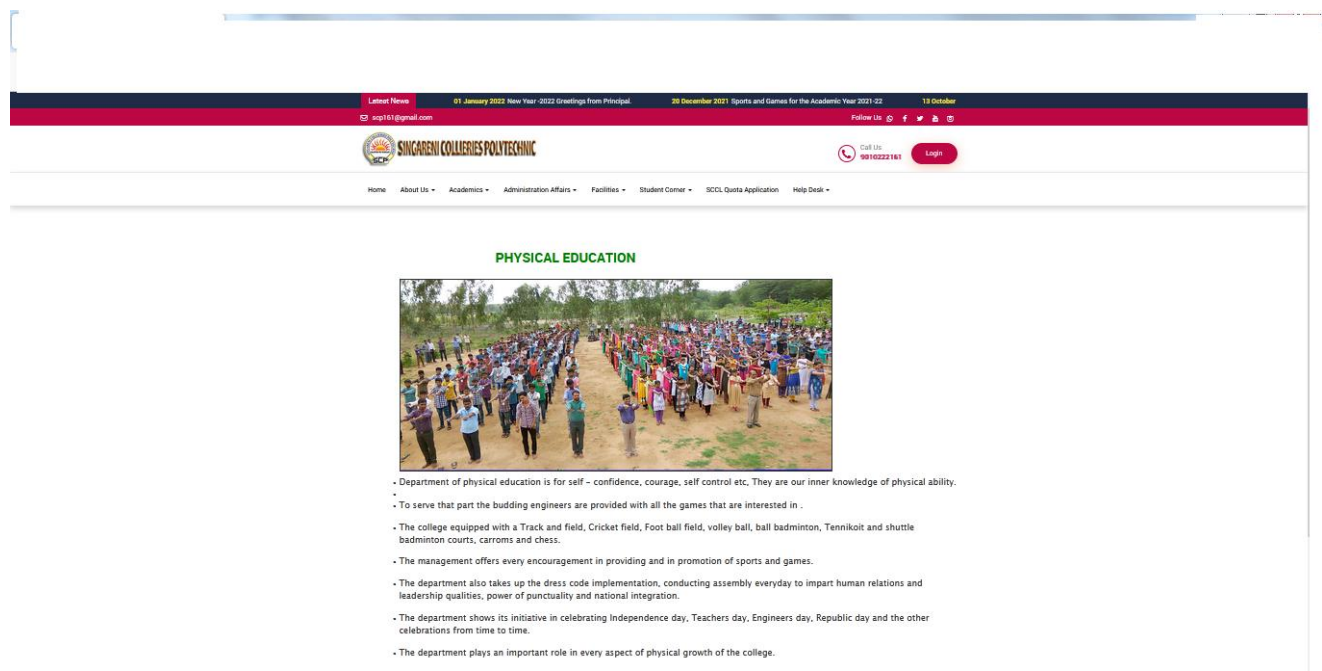 Latest News 01 January 2022 New Year -2022 Greetings from Principal. 20 December 2021 Sports and Games for the Academic Year 2021-22 13 October
scp161@gmail.com Follow Us
SINGARENI COLLIERIES POLYTECHNIC
SCP
Call Us
9010222161 Login
Home About Us Academics Administration Affairs Facilities Student Corner SCCL Quota Application Help Desk
PHYSICAL EDUCATION
• Department of physical education is for self - confidence, courage, self control etc, They are our inner knowledge of physical ability.
•
• To serve that part the budding engineers are provided with all the games that are interested in .
• The college equipped with a Track and field, Cricket field, Foot ball field, volley ball, ball badminton, Tennikoit and shuttle
badminton courts, carroms and chess.
• The management offers every encouragement in providing and in promotion of sports and games.
• The department also takes up the dress code implementation, conducting assembly everyday to impart human relations and
leadership qualities, power of punctuality and national integration.
• The department shows its initiative in celebrating Independence day, Teachers day, Engineers day, Republic day and the other
celebrations from time to time.
• The department plays an important role in every aspect of physical growth of the college.